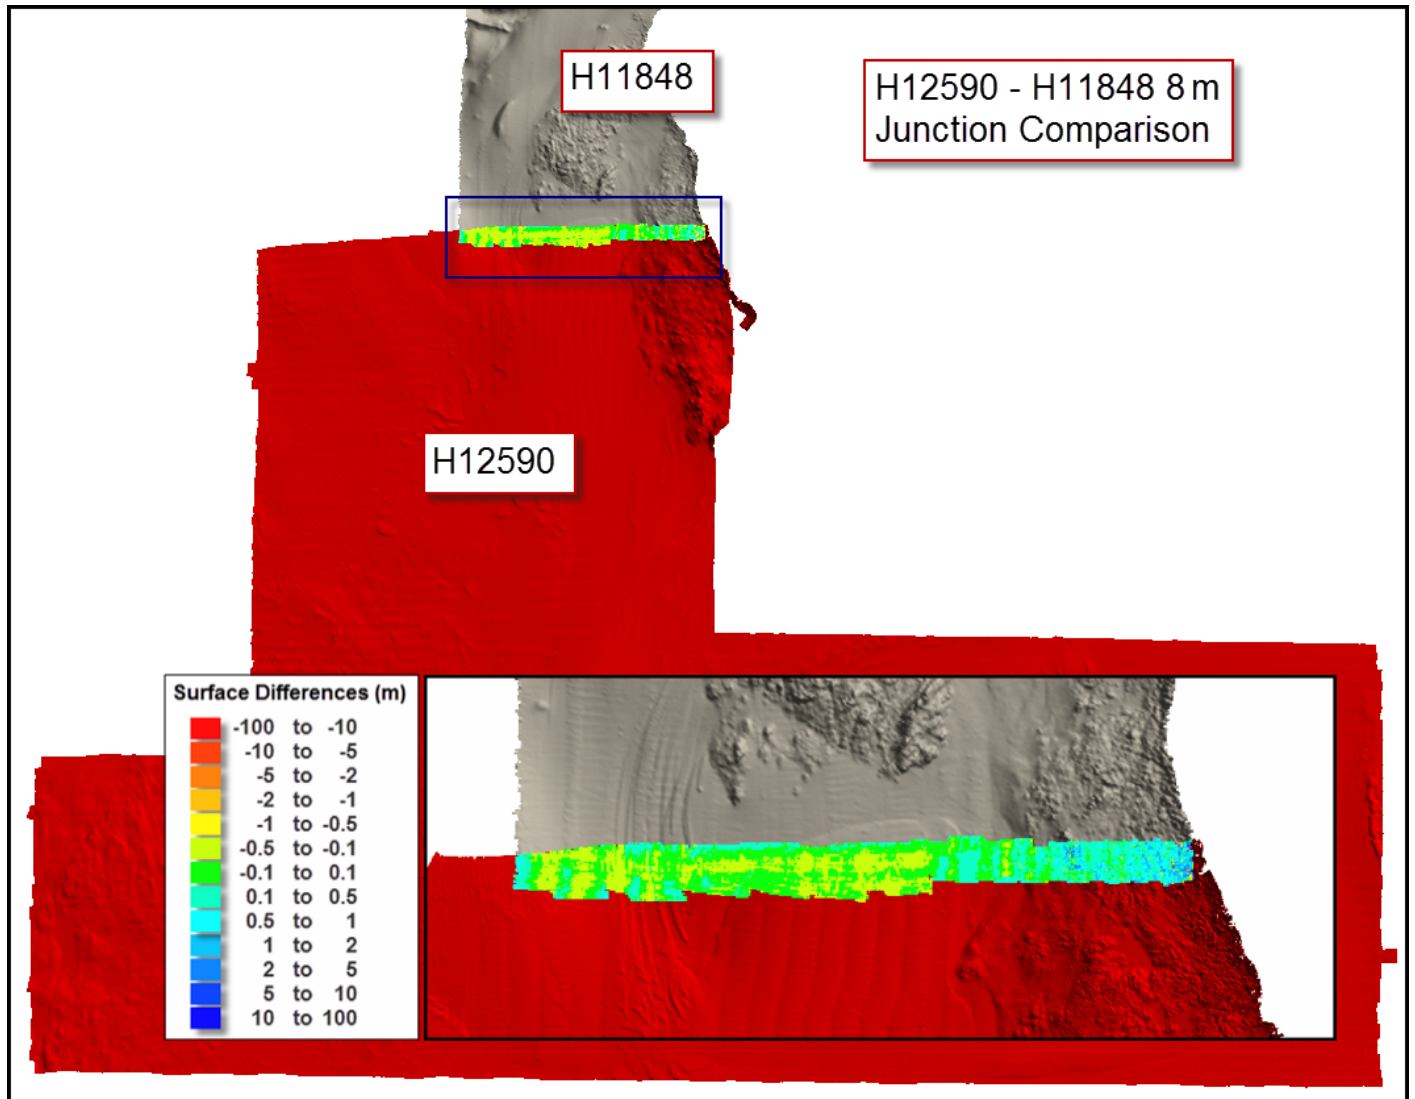 H11848
H12590 - H11848 8 m
Junction Comparison
H12590
Surface Differences (m)
-100 to -10
-10 to -5
-5 to -2
-2 to -1
-1 to -0.5
-0.5 to -0.1
-0.1 to 0.1
0.1 to 0.5
0.5 to 1
1 to 2
2 to 5
5 to 10
10 to 100